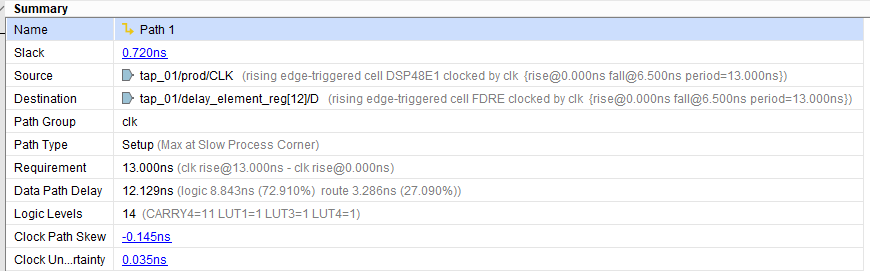 Summary
Name Path 1
Slack 0.720ns
Source tap_01/prod/CLK (rising edge-triggered cell DSP48E1 clocked by clk {rise@0.000ns fall@6.500ns period=13.000ns})
Destination tap_01/delay_element_reg[12]/D (rising edge-triggered cell FDRE clocked by clk {rise@0.000ns fall@6.500ns period=13.000ns})
Path Group clk
Path Type Setup (Max at Slow Process Corner)
Requirement 13.000ns (clk rise@13.000ns - clk rise@0.000ns)
Data Path Delay 12.129ns (logic 8.843ns (72.910%) route 3.286ns (27.090%))
Logic Levels 14 (CARRY4=11 LUT1=1 LUT3=1 LUT4=1)
Clock Path Skew -0.145ns
Clock Un...rtainty 0.035ns